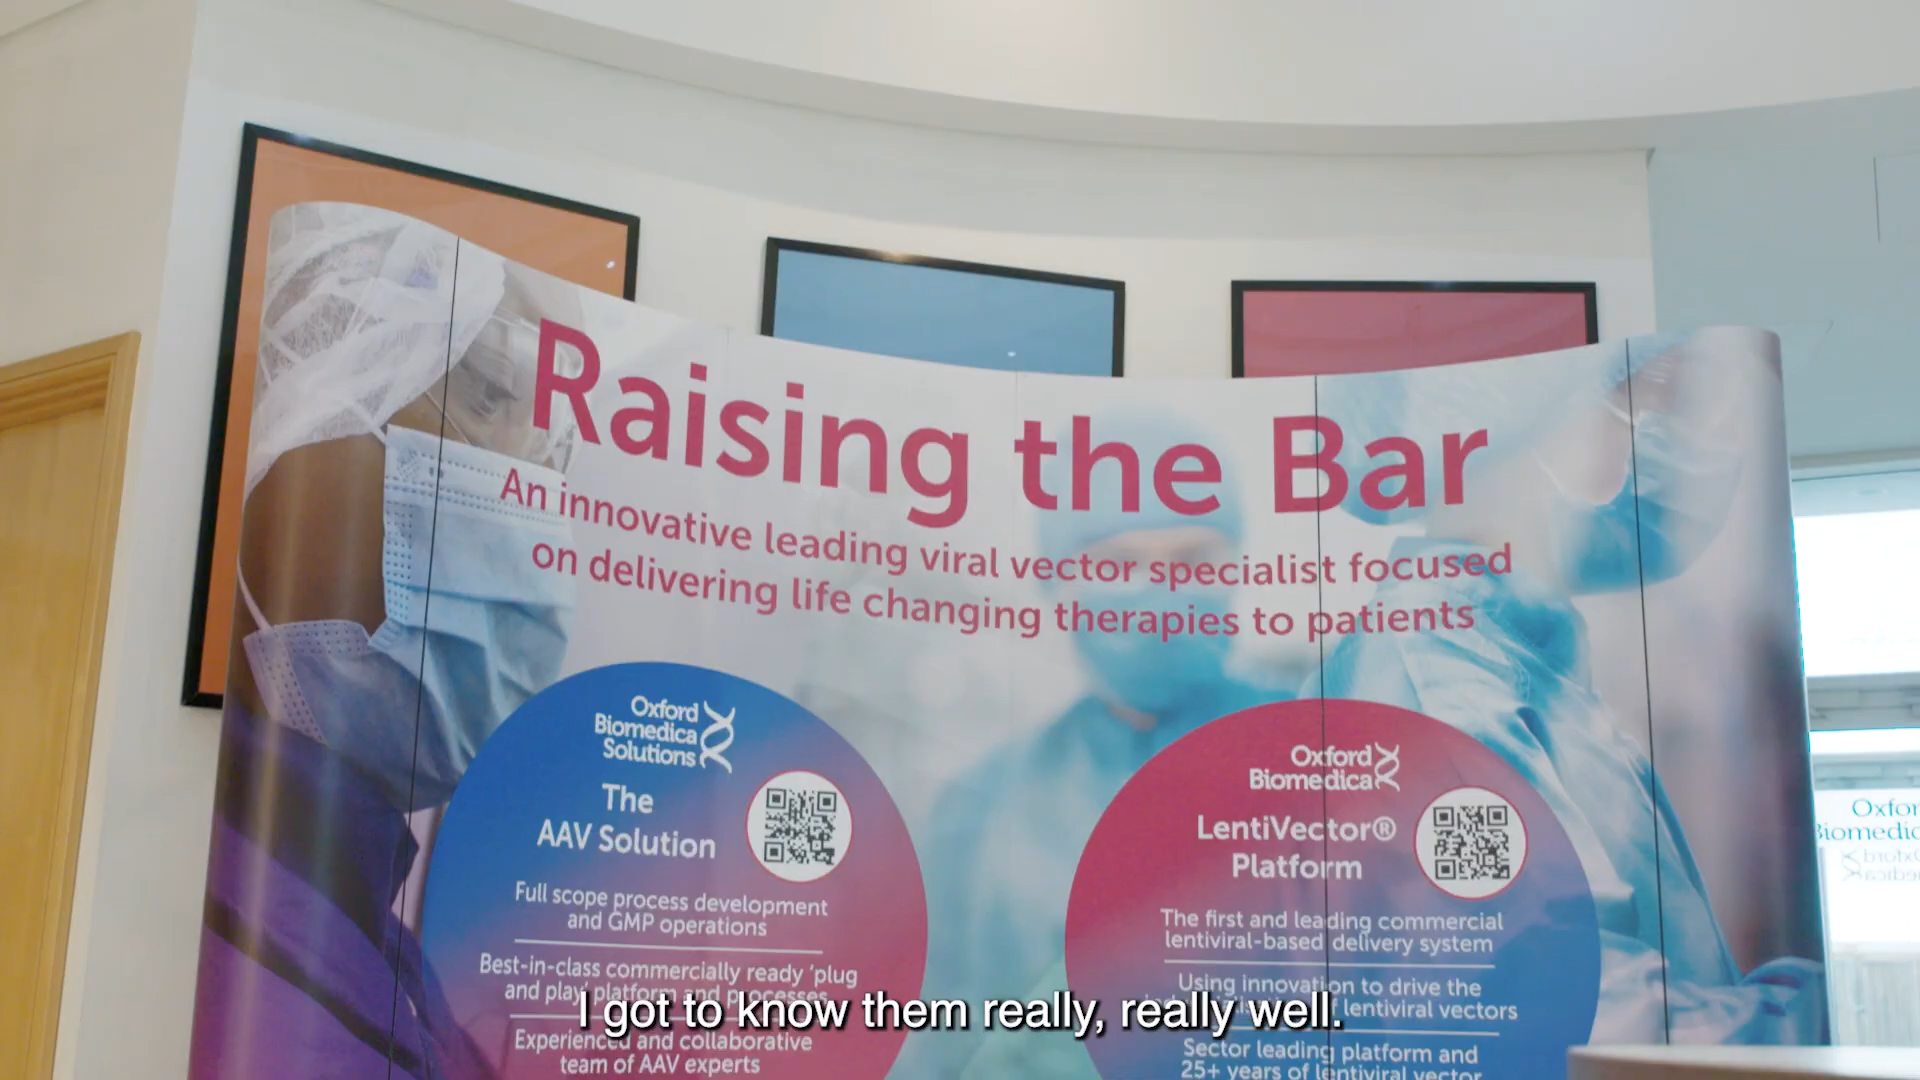 Raising the Bar
An innovative leading viral vector specialist focused
on delivering life changing therapies to patients
Oxford
Biomedica
Solutions
The
AAV Solution
Full scope process development
and GMP operations
Best-in-class commercially ready ‘plug
and play’ platform and processes
Experienced and collaborative
team of AAV experts
Oxford
Biomedica
LentiVector®
Platform
The first and leading commercial
lentiviral-based delivery system
Using innovation to drive the
lentiviral vectors
Sector leading platform and
25+ years of lentiviral vector
I got to know them really, really well.